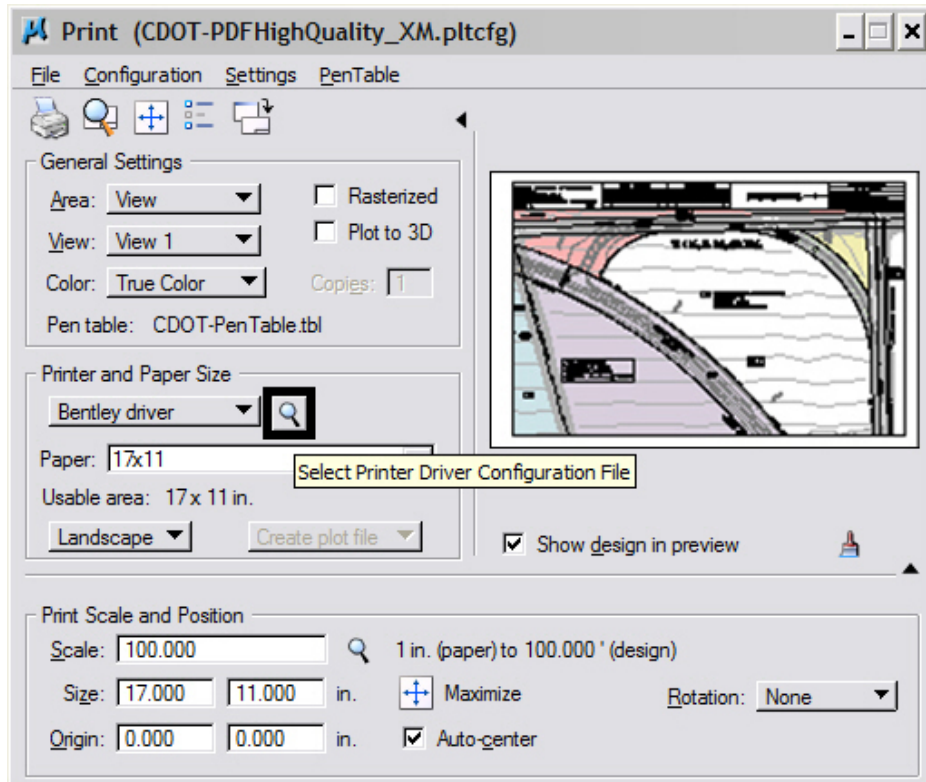 Print (CDOT-PDFHighQuality_XM.pltcfg)
File Configuration Settings PenTable
General Settings
Area: View
Rasterized
View: View 1
Plot to 3D
Color: True Color
Copies: 1
Pen table: CDOT-PenTable.tbl
Printer and Paper Size
Bentley driver
Paper: 17x11
Select Printer Driver Configuration File
Usable area: 17 x 11 in.
Landscape
Create plot file
Show design in preview
Print Scale and Position
Scale: 100.000
1 in. (paper) to 100.000 ' (design)
Size: 17.000 11.000 in.
Maximize
Rotation: None
Origin: 0.000 0.000 in.
Auto-center